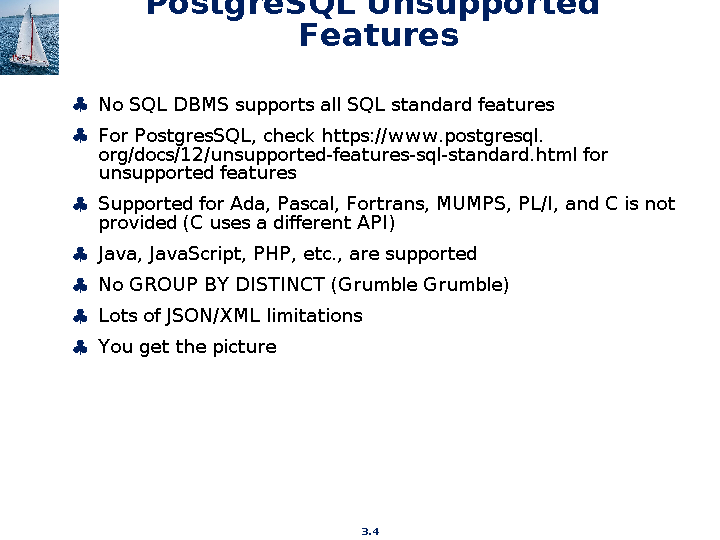 PostgreSQL Unsupported
Features
♣ No SQL DBMS supports all SQL standard features
♣ For PostgresSQL, check https://www.postgresql.
org/docs/12/unsupported-features-sql-standard.html for
unsupported features
♣ Supported for Ada, Pascal, Fortrans, MUMPS, PL/I, and C is not
provided (C uses a different API)
♣ Java, JavaScript, PHP, etc., are supported
♣ No GROUP BY DISTINCT (Grumble Grumble)
♣ Lots of JSON/XML limitations
♣ You get the picture
3.4